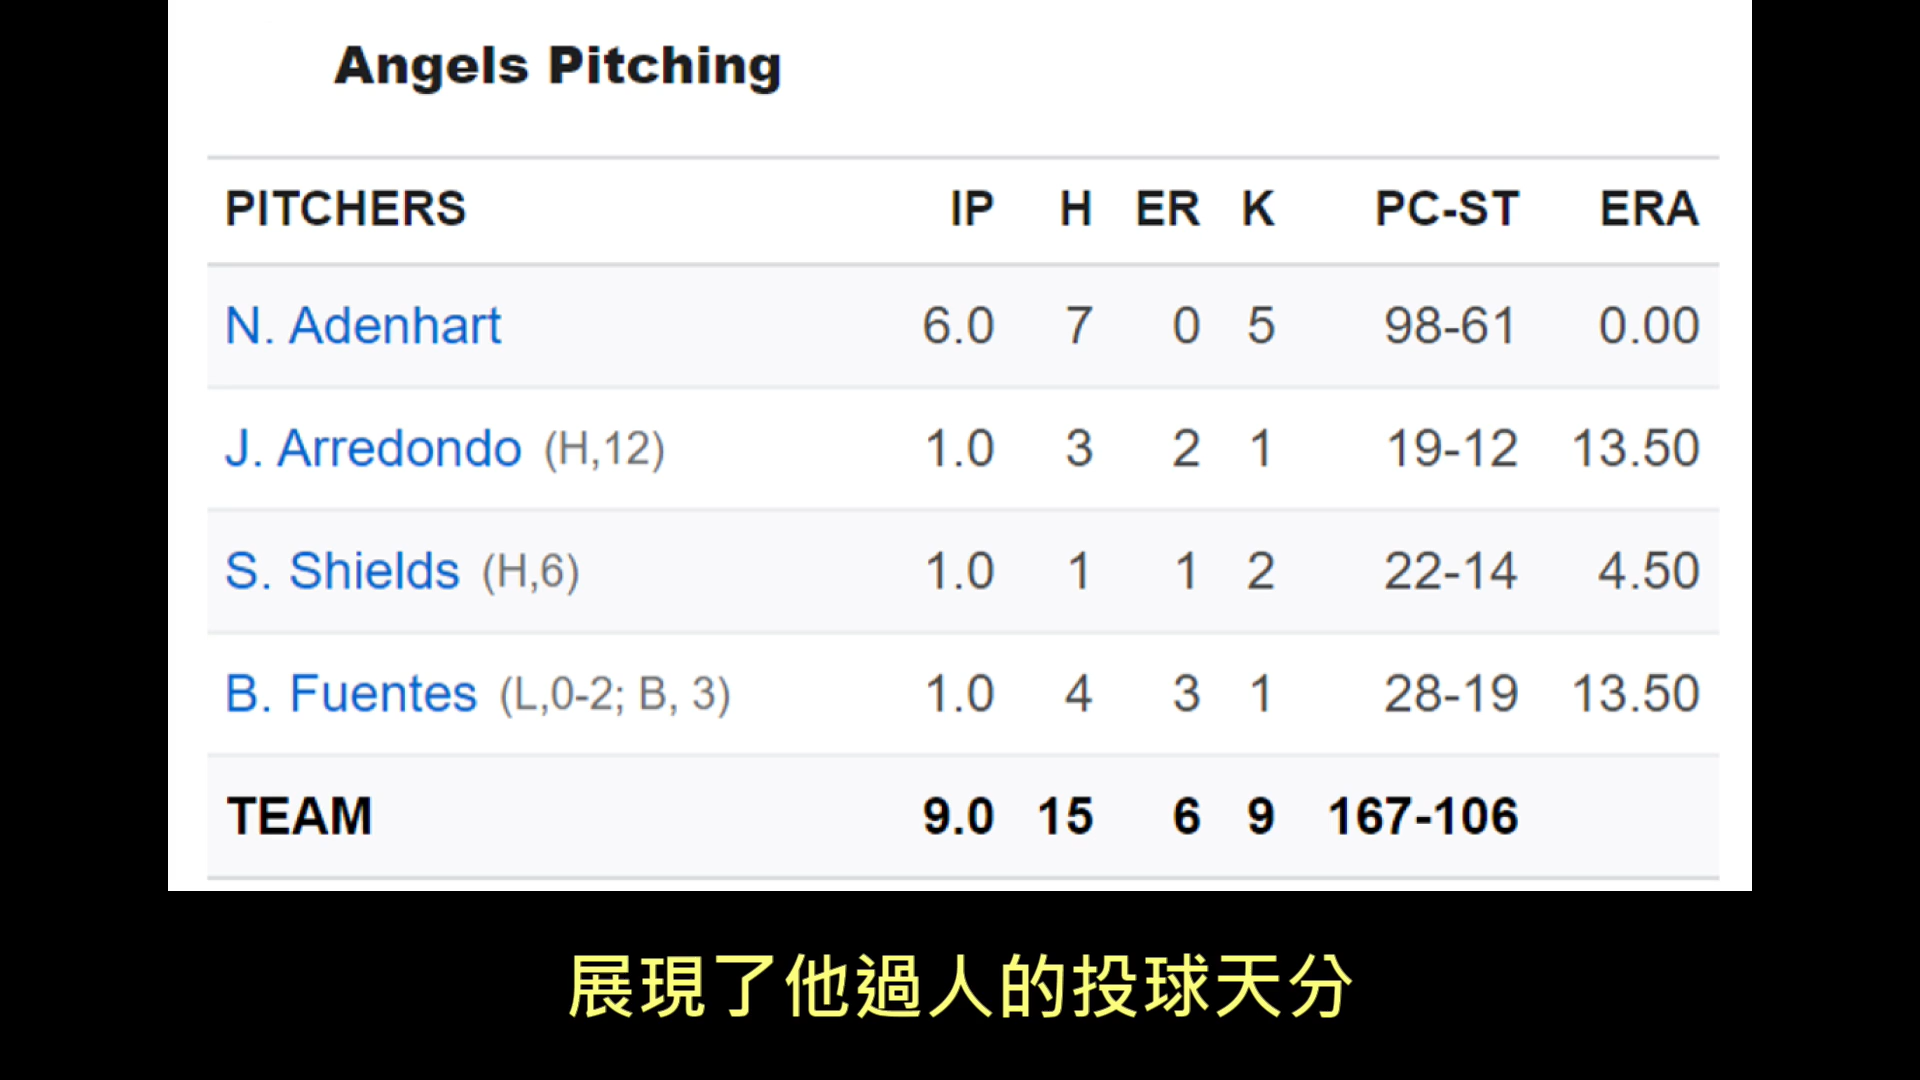 Angels Pitching
PITCHERS IP H ER K PC-ST ERA
N. Adenhart 6.0 7 0 5 98-61 0.00
J. Arredondo (H,12) 1.0 3 2 1 19-12 13.50
S. Shields (H,6) 1.0 1 1 2 22-14 4.50
B. Fuentes (L,0-2; B, 3) 1.0 4 3 1 28-19 13.50
TEAM 9.0 15 6 9 167-106
展現了他過人的投球天分